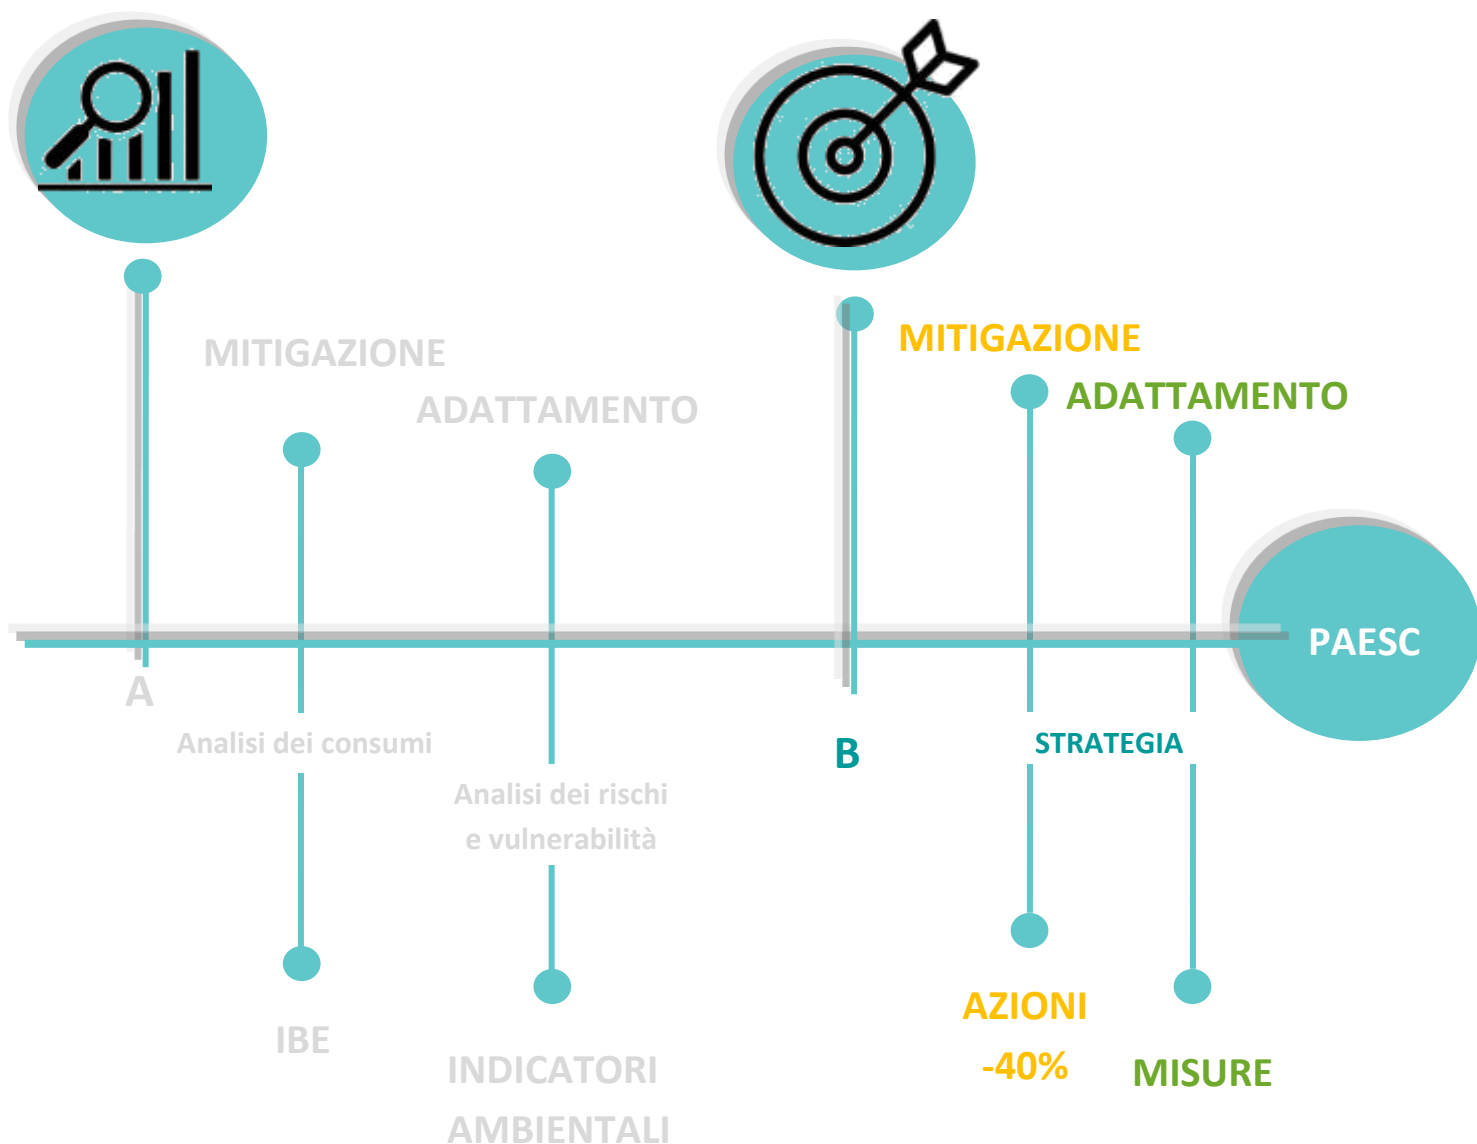 MITIGAZIONE
ADATTAMENTO
A
Analisi dei consumi
Analisi dei rischi
e vulnerabilità
IBE
INDICATORI
AMBIENTALI
MITIGAZIONE
ADATTAMENTO
B
STRATEGIA
AZIONI
-40%
MISURE
PAESC